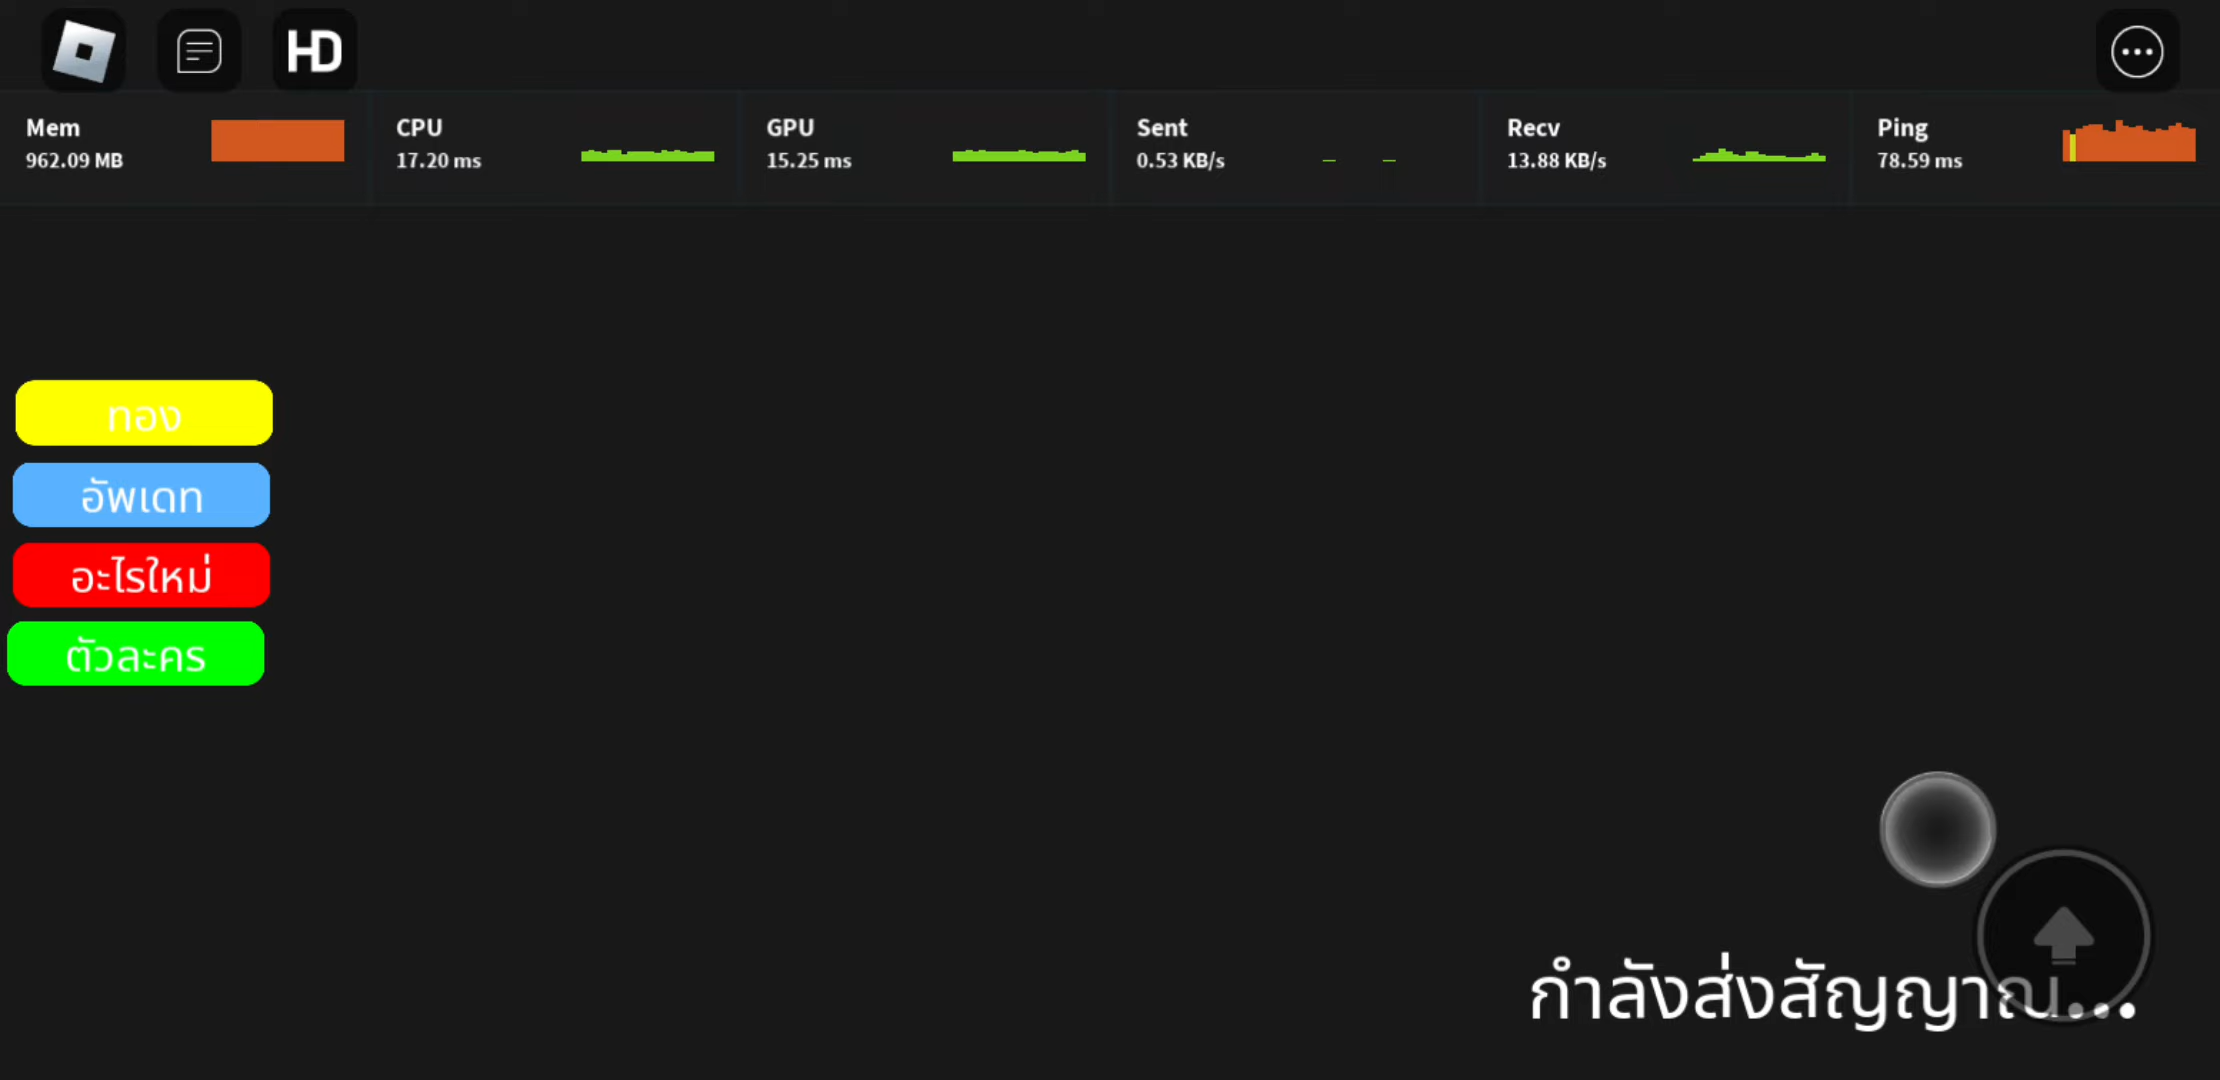 HD
Mem
962.09 MB
CPU
17.20 ms
GPU
15.25 ms
Sent
0.53 KB/s
Recv
13.88 KB/s
Ping
78.59 ms
ทอง
อัพเดท
อะไรใหม่
ตัวละคร
กำลังส่งสัญญาณ...